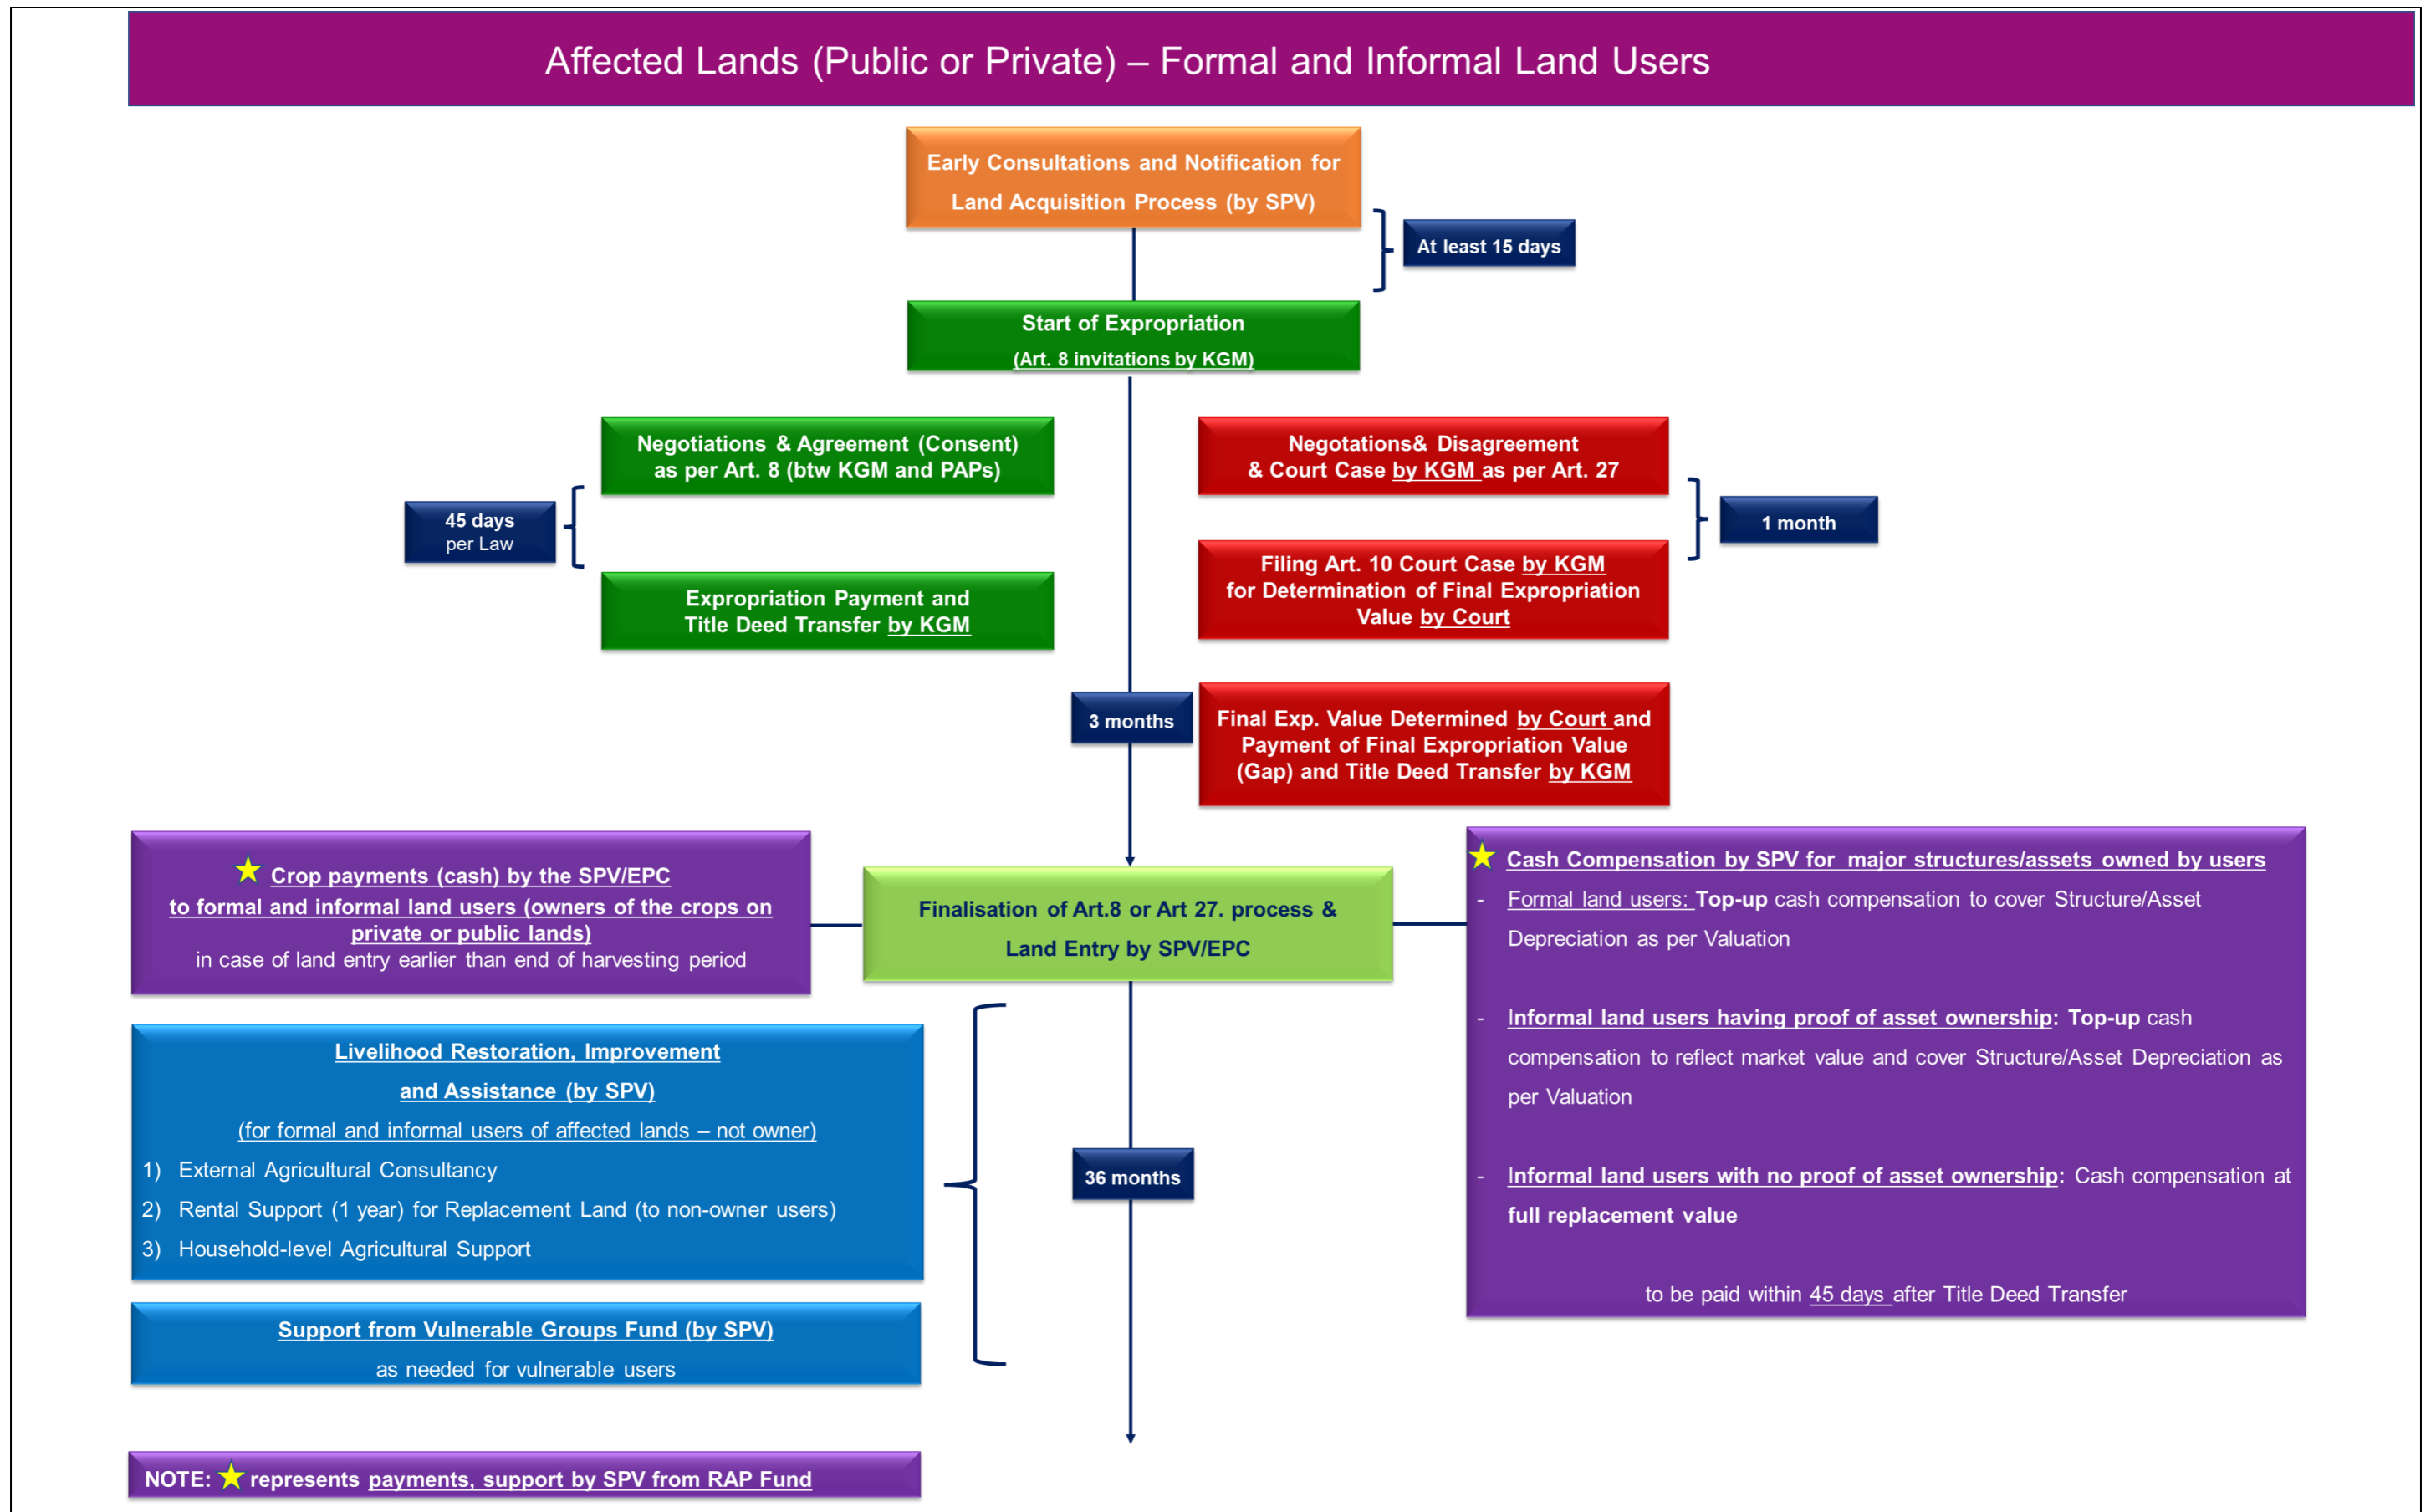 Affected Lands (Public or Private) – Formal and Informal Land Users
Early Consultations and Notification for
Land Acquisition Process (by SPV)
At least 15 days
Start of Expropriation
(Art. 8 invitations by KGM)
Negotiations & Agreement (Consent)
as per Art. 8 (btw KGM and PAPs)
45 days
per Law
Expropriation Payment and
Title Deed Transfer by KGM
Negotations& Disagreement
& Court Case by KGM as per Art. 27
1 month
Filing Art. 10 Court Case by KGM
for Determination of Final Expropriation
Value by Court
3 months
Final Exp. Value Determined by Court and
Payment of Final Expropriation Value
(Gap) and Title Deed Transfer by KGM
Crop payments (cash) by the SPV/EPC
to formal and informal land users (owners of the crops on
private or public lands)
in case of land entry earlier than end of harvesting period
Finalisation of Art.8 or Art 27. process &
Land Entry by SPV/EPC
Cash Compensation by SPV for major structures/assets owned by users
- Formal land users: Top-up cash compensation to cover Structure/Asset
Depreciation as per Valuation
- Informal land users having proof of asset ownership: Top-up cash
compensation to reflect market value and cover Structure/Asset Depreciation as
per Valuation
- Informal land users with no proof of asset ownership: Cash compensation at
full replacement value
to be paid within 45 days after Title Deed Transfer
Livelihood Restoration, Improvement
and Assistance (by SPV)
(for formal and informal users of affected lands – not owner)
1) External Agricultural Consultancy
2) Rental Support (1 year) for Replacement Land (to non-owner users)
3) Household-level Agricultural Support
36 months
Support from Vulnerable Groups Fund (by SPV)
as needed for vulnerable users
NOTE: represents payments, support by SPV from RAP Fund